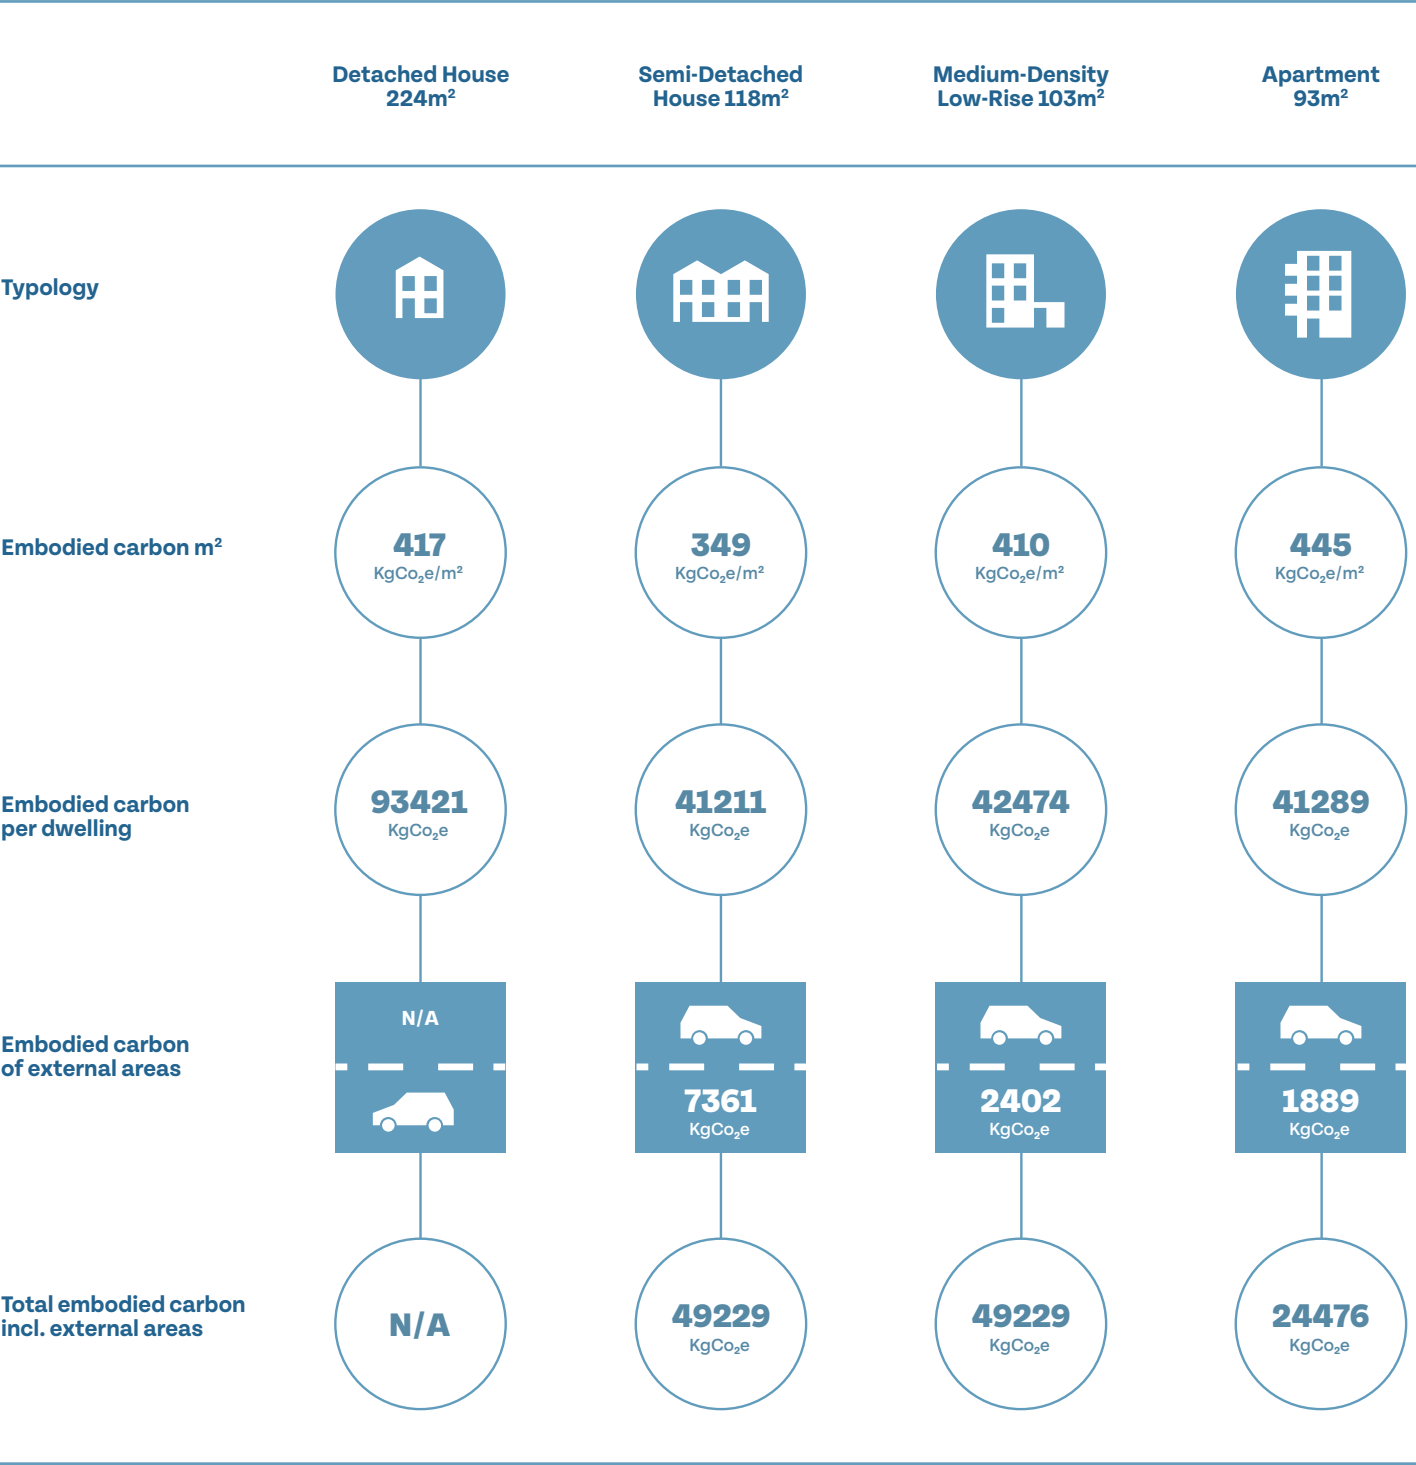 Detached House
224m²
Semi-Detached
House 118m²
Medium-Density
Low-Rise 103m²
Apartment
93m²
Typology
Embodied carbon m²
417
KgCo₂e/m²
349
KgCo₂e/m²
410
KgCo₂e/m²
445
KgCo₂e/m²
Embodied carbon
per dwelling
93421
KgCo₂e
41211
KgCo₂e
42474
KgCo₂e
41289
KgCo₂e
Embodied carbon
of external areas
N/A
7361
KgCo₂e
2402
KgCo₂e
1889
KgCo₂e
Total embodied carbon
incl. external areas
N/A
49229
KgCo₂e
49229
KgCo₂e
24476
KgCo₂e